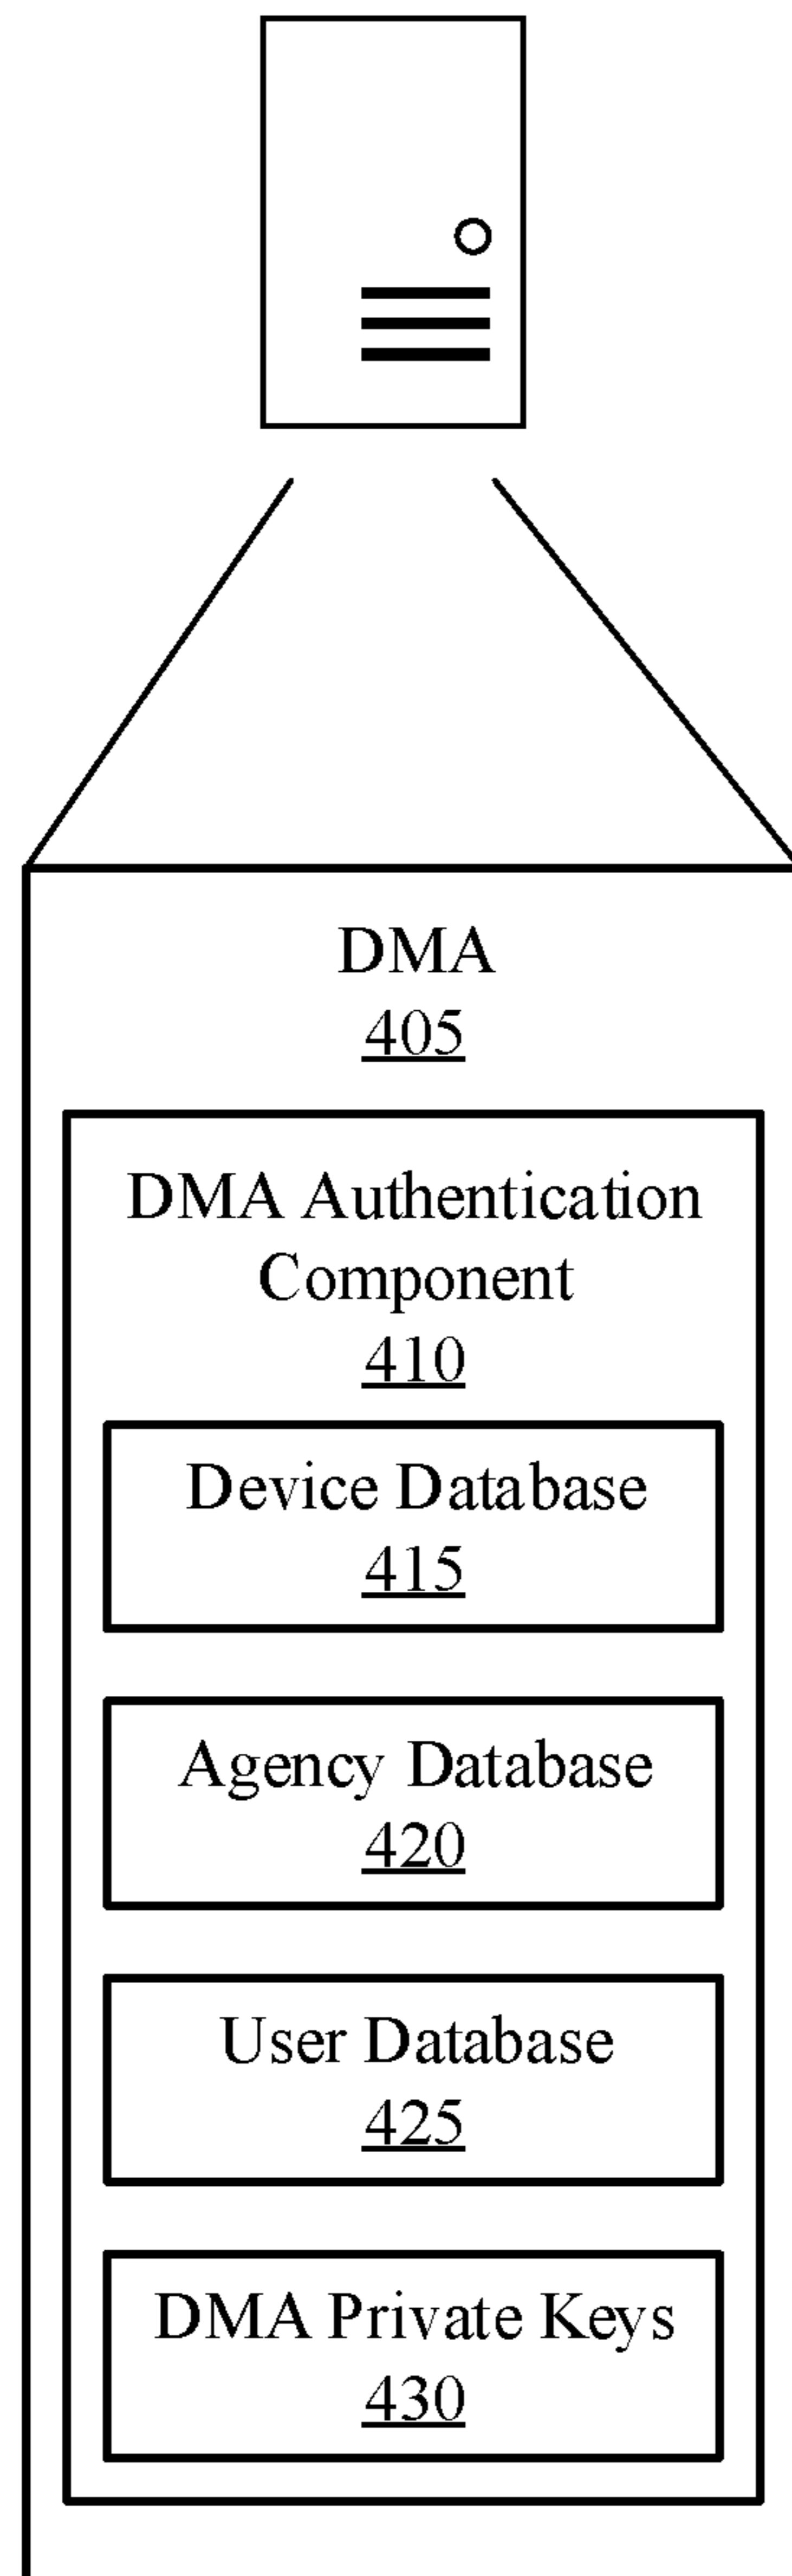 DMA
405
DMA Authentication
Component
410
Device Database
415
Agency Database
420
User Database
425
DMA Private Keys
430